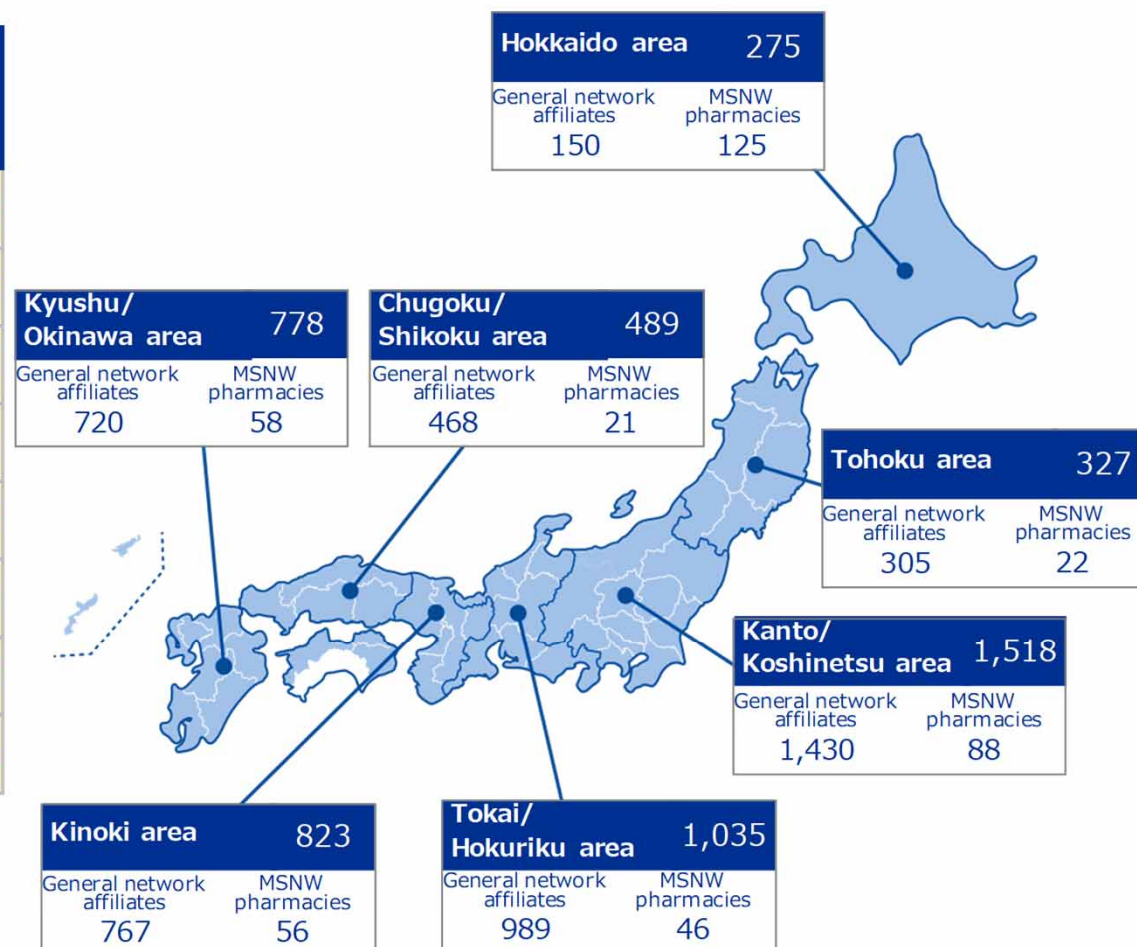 Hokkaido area 275
General network affiliates
MSNW pharmacies
150 125
Kyushu/
Okinawa area 778
General network affiliates
MSNW pharmacies
720 58
Chugoku/
Shikoku area 489
General network affiliates
MSNW pharmacies
468 21
Tohoku area 327
General network affiliates
MSNW pharmacies
305 22
Kanto/
Koshinetsu area 1,518
General network affiliates
MSNW pharmacies
1,430 88
Kinoki area 823
General network affiliates
MSNW pharmacies
767 56
Tokai/
Hokuriku area 1,035
General network affiliates
MSNW pharmacies
989 46